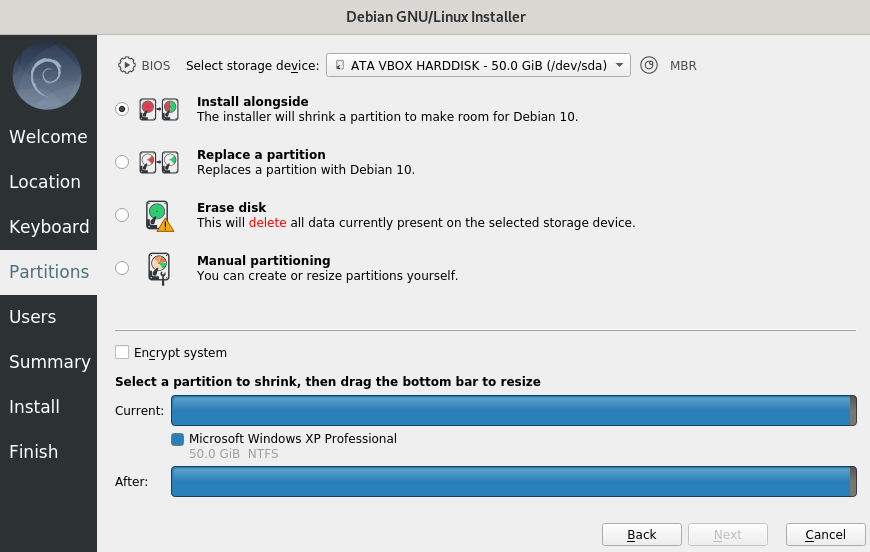 Debian GNU/Linux Installer
BIOS Select storage device: ATA VBOX HARDDISK - 50.0 GiB (/dev/sda) MBR
Install alongside
The installer will shrink a partition to make room for Debian 10.
Welcome
Replace a partition
Replaces a partition with Debian 10.
Location
Erase disk
This will delete all data currently present on the selected storage device.
Keyboard
Manual partitioning
You can create or resize partitions yourself.
Partitions
Users
Encrypt system
Summary
Select a partition to shrink, then drag the bottom bar to resize
Current:
Install
Microsoft Windows XP Professional
50.0 GiB NTFS
Finish
After:
Back Next Cancel